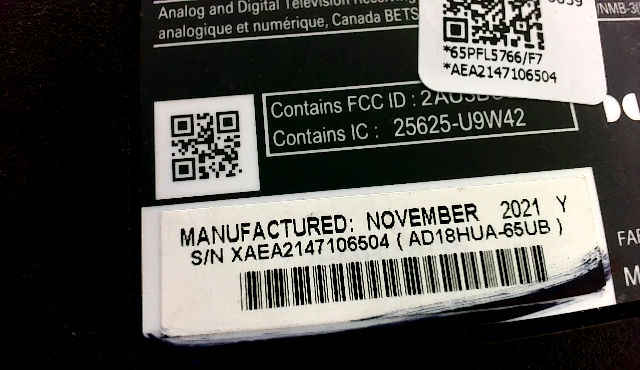 Analog and Digital Television Receiving
analogique et numérique, Canada BETS
*65PFL5766/F7
*AEA2147106504
Contains FCC ID :
Contains IC : 25625-U9W42
MANUFACTURED: NOVEMBER 2021 Y
S/N XAEA2147106504 ( AD18HUA-65UB )